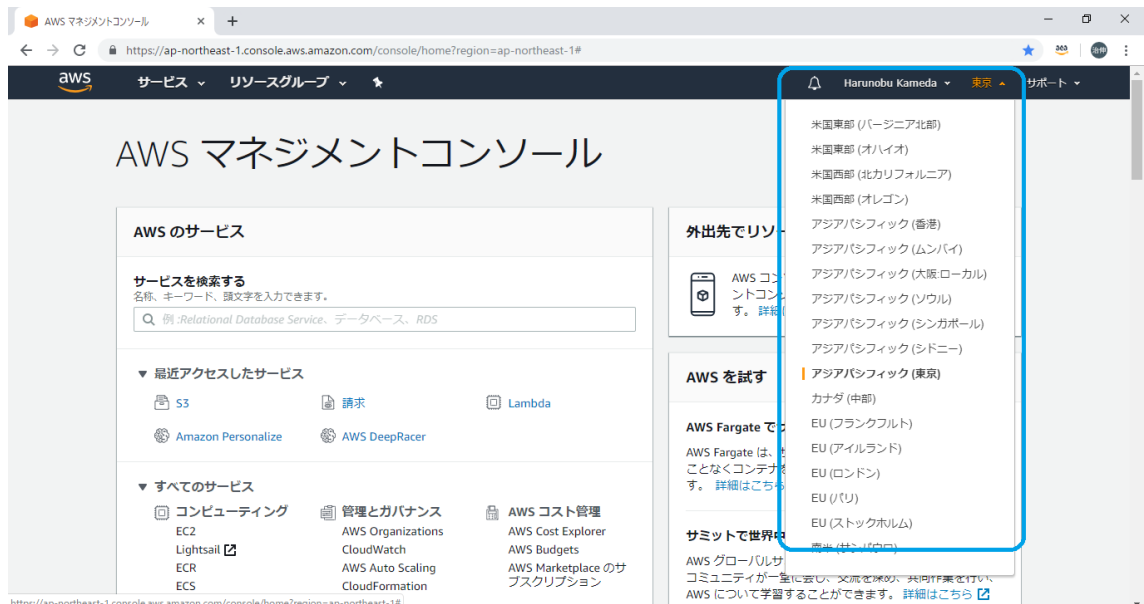 AWS マネジメントコンソール
https://ap-northeast-1.console.aws.amazon.com/console/home?region=ap-northeast-1#
aws サービス リソースグループ Harunobu Kameda 東京 サポート
AWS マネジメントコンソール
AWS のサービス
サービスを検索する
名称、キーワード、頭文字を入力できます。
例 :Relational Database Service、データベース、RDS
最近アクセスしたサービス
S3 請求 Lambda
Amazon Personalize AWS DeepRacer
すべてのサービス
コンピューティング
EC2
Lightsail
ECR
ECS
管理とガバナンス
AWS Organizations
CloudWatch
AWS Auto Scaling
CloudFormation
AWS コスト管理
AWS Cost Explorer
AWS Budgets
AWS Marketplace のサ
ブスクリプション
外出先でリソ
AWS コン
ントコン
す。 詳細
AWS を試す
AWS Fargate で
AWS Fargate は、
ことなくコンテナ
す。 詳細はこちら
サミットで世界中
AWS グローバルサ
コミュニティが一堂に会し、交流を深め、共同作業を行い、
AWS について学習することができます。 詳細はこちら
米国東部 (バージニア北部)
米国東部 (オハイオ)
米国西部 (北カリフォルニア)
米国西部 (オレゴン)
アジアパシフィック (香港)
アジアパシフィック (ムンバイ)
アジアパシフィック (大阪:ローカル)
アジアパシフィック (ソウル)
アジアパシフィック (シンガポール)
アジアパシフィック (シドニー)
アジアパシフィック (東京)
カナダ (中部)
EU (フランクフルト)
EU (アイルランド)
EU (ロンドン)
EU (パリ)
EU (ストックホルム)
南米 (サンパウロ)
https://ap-northeast-1.console.aws.amazon.com/console/home?region=ap-northeast-1#